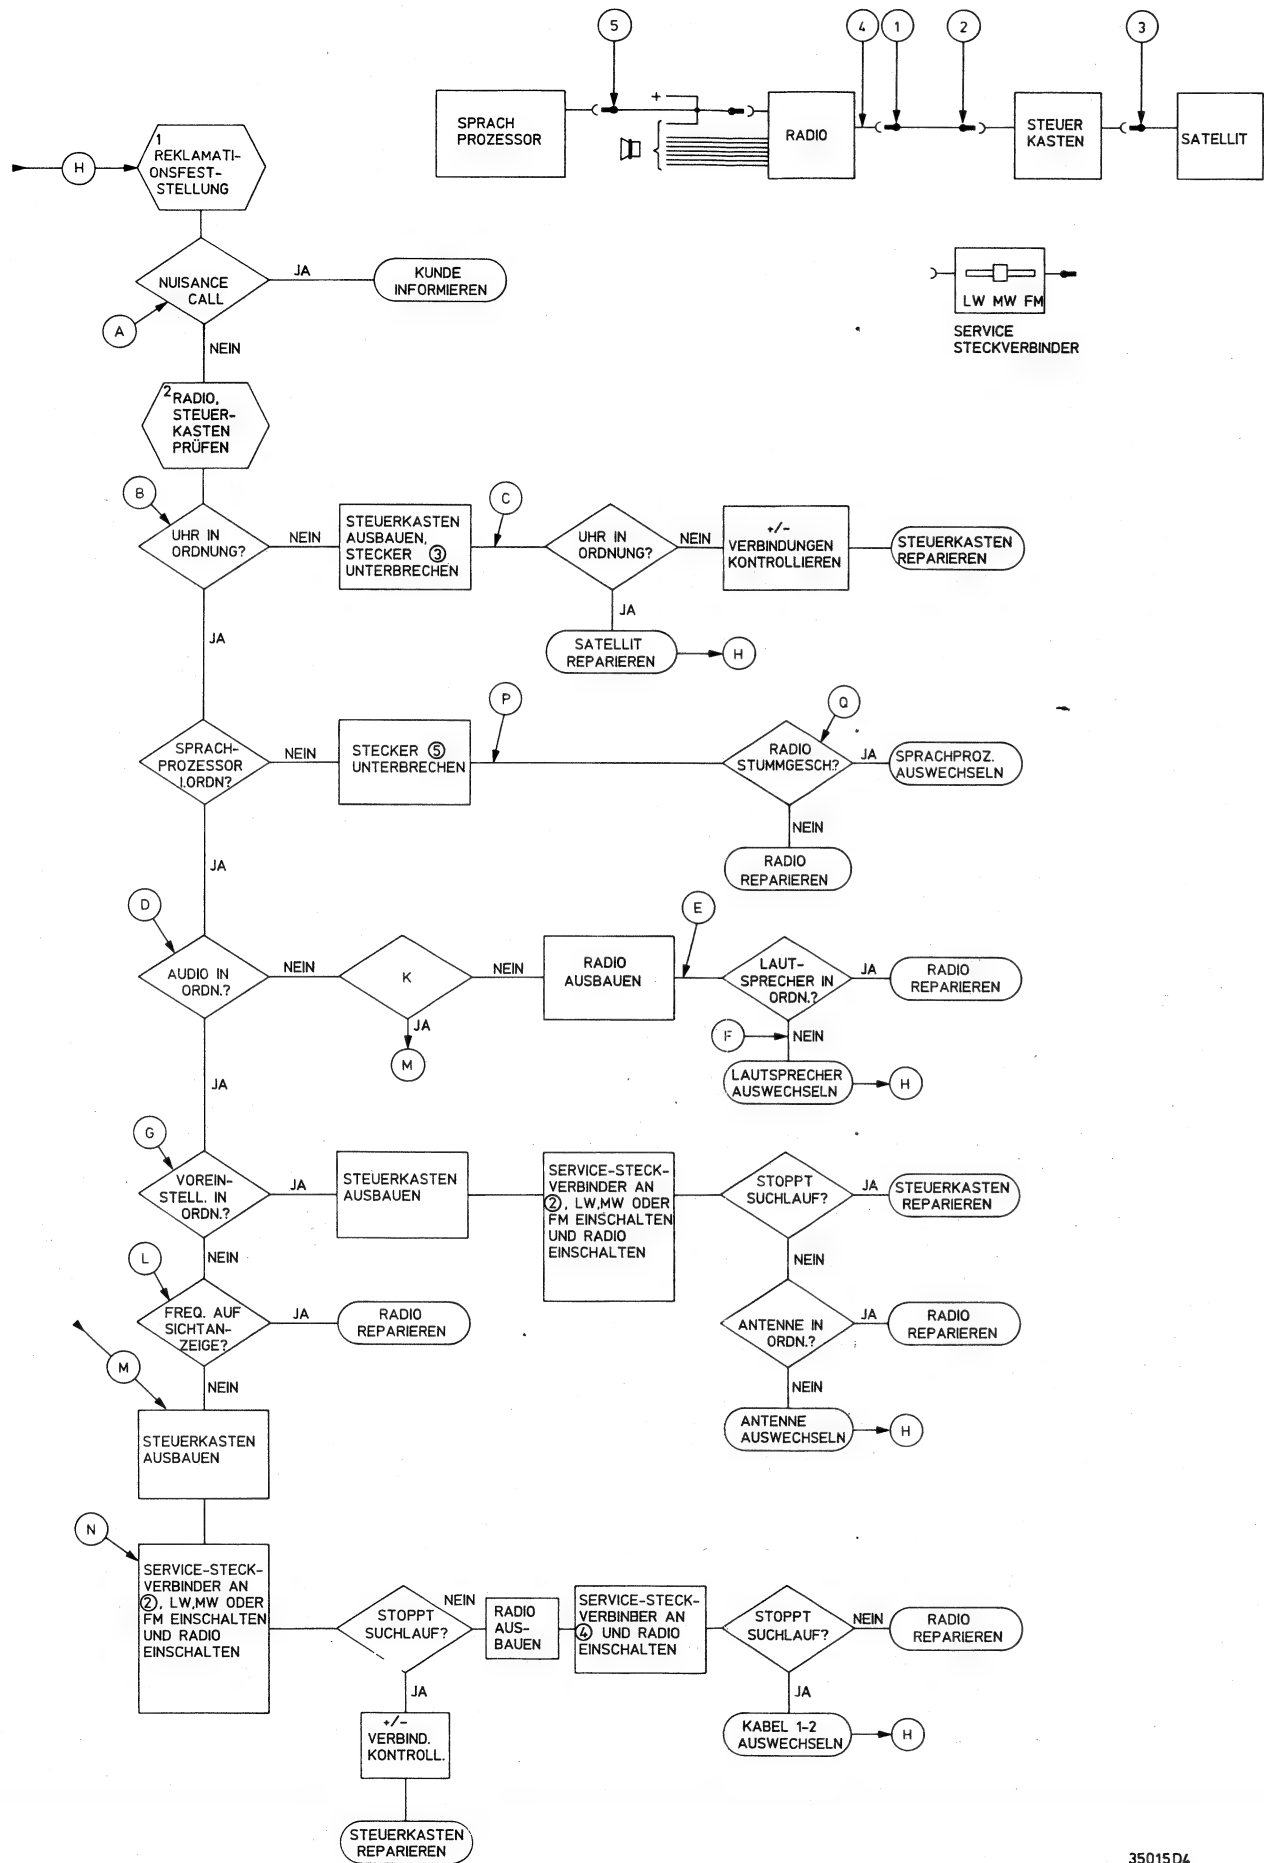 5
4
1
2
3
+
SPRACH
PROZESSOR
RADIO
STEUER
KASTEN
SATELLIT
LW MW FM
SERVICE
STECKVERBINDER
H
1
REKLAMATI-
ONSFEST-
STELLUNG
NUISANCE
CALL
JA
KUNDE
INFORMIEREN
A
NEIN
2
RADIO,
STEUER-
KASTEN
PRÜFEN
B
UHR IN
ORDNUNG?
NEIN
STEUERKASTEN
AUSBAUEN,
STECKER ③
UNTERBRECHEN
C
UHR IN
ORDNUNG?
NEIN
+/-
VERBINDUNGEN
KONTROLLIEREN
STEUERKASTEN
REPARIEREN
JA
JA
SATELLIT
REPARIEREN
H
SPRACH-
PROZESSOR
I.ORDN?
NEIN
STECKER ⑤
UNTERBRECHEN
P
Q
RADIO
STUMMGESCH.?
JA
SPRACHPROZ.
AUSWECHSELN
NEIN
RADIO
REPARIEREN
JA
D
AUDIO IN
ORDN.?
NEIN
K
NEIN
RADIO
AUSBAUEN
E
LAUT-
SPRECHER IN
ORDN.?
JA
RADIO
REPARIEREN
JA
M
F
NEIN
LAUTSPRECHER
AUSWECHSELN
H
JA
G
VOREIN-
STELL. IN
ORDN.?
JA
STEUERKASTEN
AUSBAUEN
SERVICE-STECK-
VERBINDER AN
②, LW,MW ODER
FM EINSCHALTEN
UND RADIO
EINSCHALTEN
STOPPT
SUCHLAUF?
JA
STEUERKASTEN
REPARIEREN
NEIN
NEIN
L
FREQ. AUF
SICHTAN-
ZEIGE?
JA
RADIO
REPARIEREN
ANTENNE IN
ORDN.?
JA
RADIO
REPARIEREN
NEIN
NEIN
ANTENNE
AUSWECHSELN
H
M
STEUERKASTEN
AUSBAUEN
N
SERVICE-STECK-
VERBINDER AN
②, LW,MW ODER
FM EINSCHALTEN
UND RADIO
EINSCHALTEN
STOPPT
SUCHLAUF?
NEIN
RADIO
AUS-
BAUEN
SERVICE-STECK-
VERBINBER AN
④ UND RADIO
EINSCHALTEN
STOPPT
SUCHLAUF?
NEIN
RADIO
REPARIEREN
JA
JA
+/-
VERBIND.
KONTROLL.
KABEL 1-2
AUSWECHSELN
H
STEUERKASTEN
REPARIEREN
35015D4